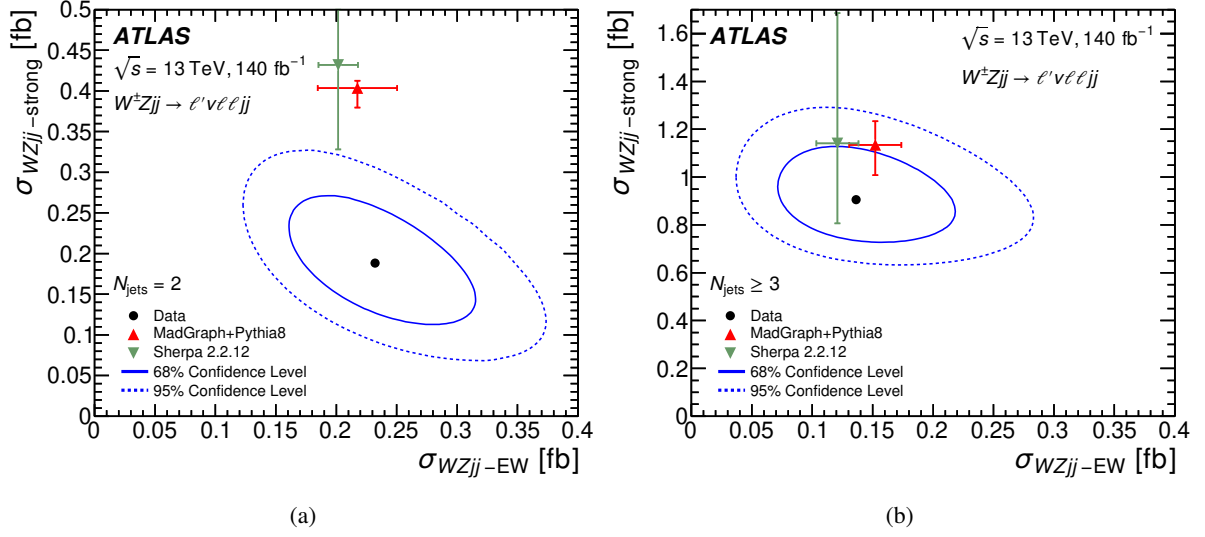 σWZjj−strong [fb]
0.5
0.45
0.4
0.35
0.3
0.25
0.2
0.15
0.1
0.05
0
ATLAS
√s = 13 TeV, 140 fb⁻¹
W±Zjj → ℓ′νℓℓjj
Njets = 2
Data
MadGraph+Pythia8
Sherpa 2.2.12
68% Confidence Level
95% Confidence Level
0 0.05 0.1 0.15 0.2 0.25 0.3 0.35 0.4
σWZjj−EW [fb]
(a)
σWZjj−strong [fb]
1.6
1.4
1.2
1
0.8
0.6
0.4
0.2
0
ATLAS
√s = 13 TeV, 140 fb⁻¹
W±Zjj → ℓ′νℓℓjj
Njets ≥ 3
Data
MadGraph+Pythia8
Sherpa 2.2.12
68% Confidence Level
95% Confidence Level
0 0.05 0.1 0.15 0.2 0.25 0.3 0.35 0.4
σWZjj−EW [fb]
(b)